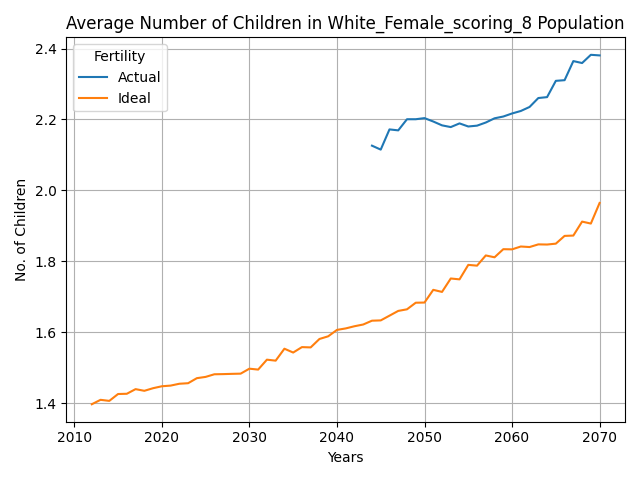 Average Number of Children in White_Female_scoring_8 Population
Fertility
Actual
Ideal
No. of Children
2.4
2.2
2.0
1.8
1.6
1.4
2010 2020 2030 2040 2050 2060 2070
Years